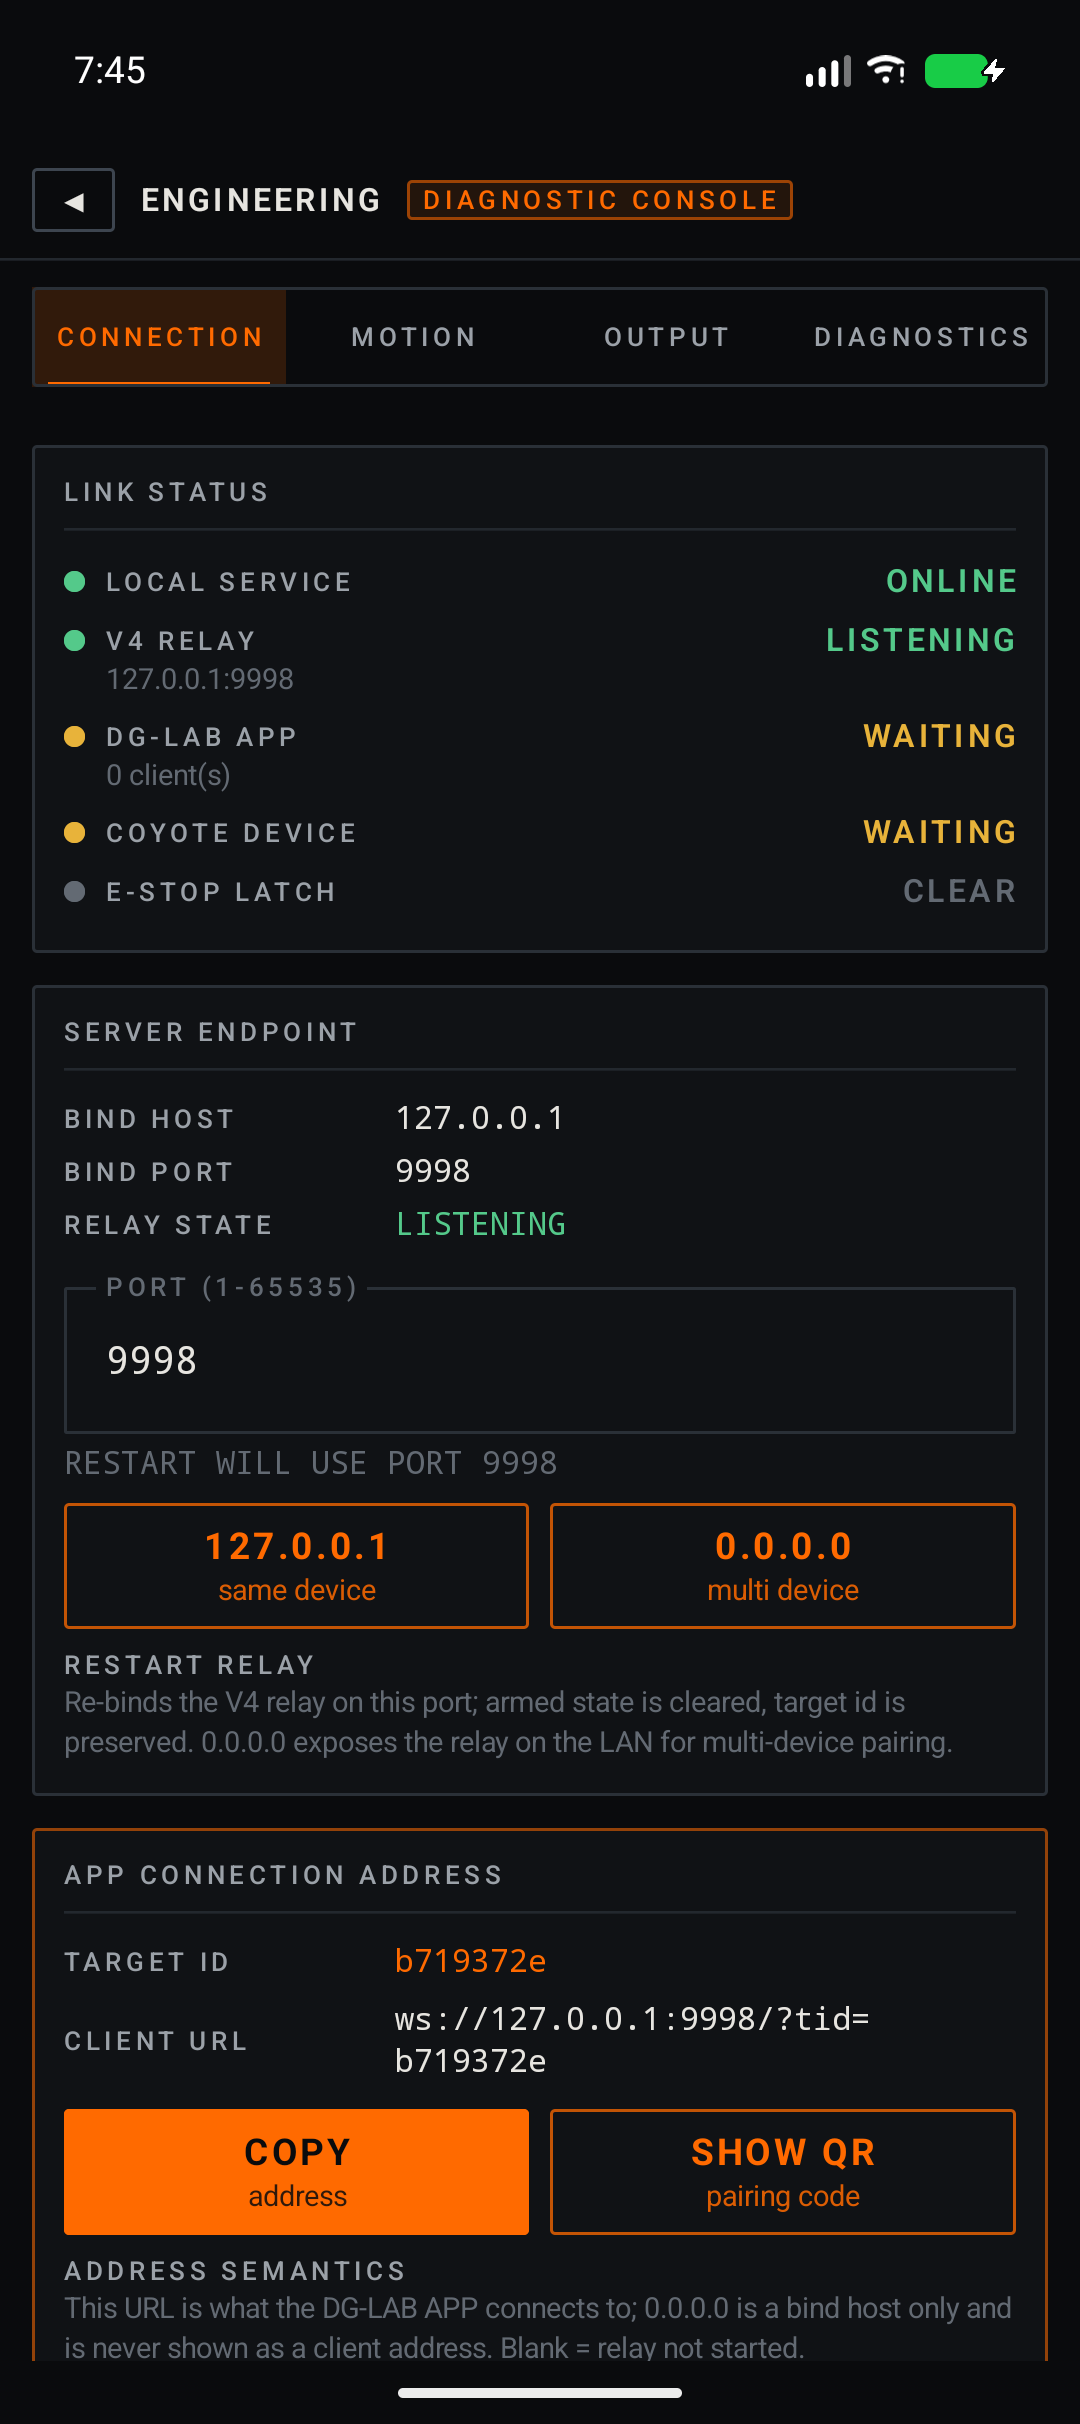 7:45
ENGINEERING
DIAGNOSTIC CONSOLE
CONNECTION
MOTION
OUTPUT
DIAGNOSTICS
LINK STATUS
LOCAL SERVICE
ONLINE
V4 RELAY
LISTENING
127.0.0.1:9998
DG-LAB APP
WAITING
0 client(s)
COYOTE DEVICE
WAITING
E-STOP LATCH
CLEAR
SERVER ENDPOINT
BIND HOST
127.0.0.1
BIND PORT
9998
RELAY STATE
LISTENING
PORT (1-65535)
9998
RESTART WILL USE PORT 9998
127.0.0.1
same device
0.0.0.0
multi device
RESTART RELAY
Re-binds the V4 relay on this port; armed state is cleared, target id is
preserved. 0.0.0.0 exposes the relay on the LAN for multi-device pairing.
APP CONNECTION ADDRESS
TARGET ID
b719372e
CLIENT URL
ws://127.0.0.1:9998/?tid=
b719372e
COPY
address
SHOW QR
pairing code
ADDRESS SEMANTICS
This URL is what the DG-LAB APP connects to; 0.0.0.0 is a bind host only and
is never shown as a client address. Blank = relay not started.